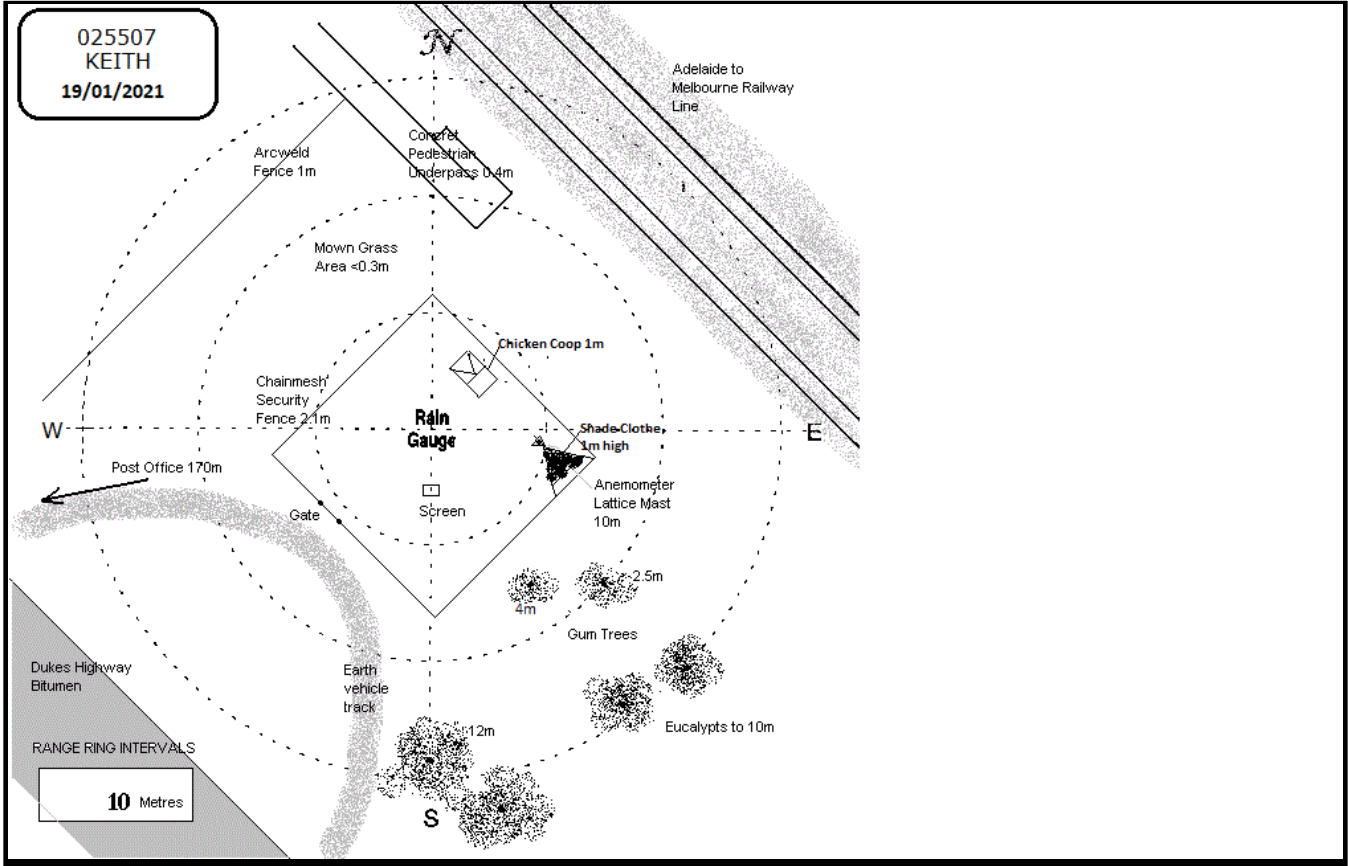 025507
KEITH
19/01/2021
N
Adelaide to
Melbourne Railway
Line
Arcweld
Fence 1m
Concret
Pedestrian
Underpass 0.4m
Mown Grass
Area <0.3m
Chicken Coop 1m
Chainmesh
Security
Fence 2.1m
Rain
Gauge
W
E
Shade Clothe,
1m high
Post Office 170m
Anemometer
Lattice Mast
10m
Gate
Screen
2.5m
4m
Gum Trees
Dukes Highway
Bitumen
Earth
vehicle
track
Eucalypts to 10m
12m
RANGE RING INTERVALS
10 Metres
S